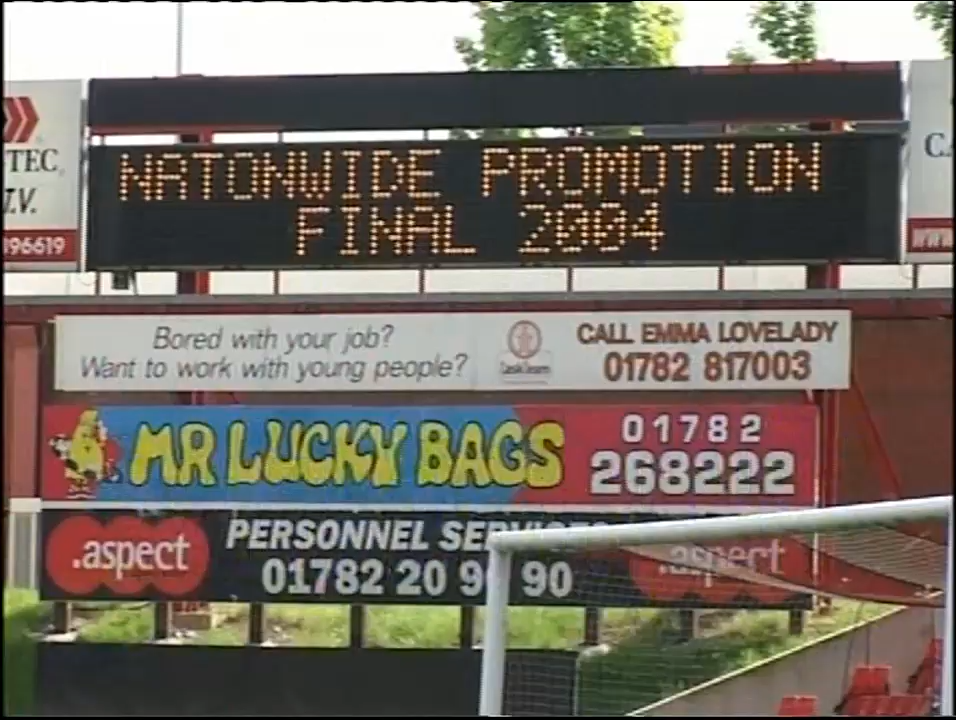 TEC
NATONWIDE PROMOTION
FINAL 2004
T.V.
196619
WWW
Bored with your job?
Want to work with young people?
CALL EMMA LOVELADY
01782 817003
MR LUCKY BAGS
01782
268222
.aspect
PERSONNEL
01782 20 9 90
.aspect